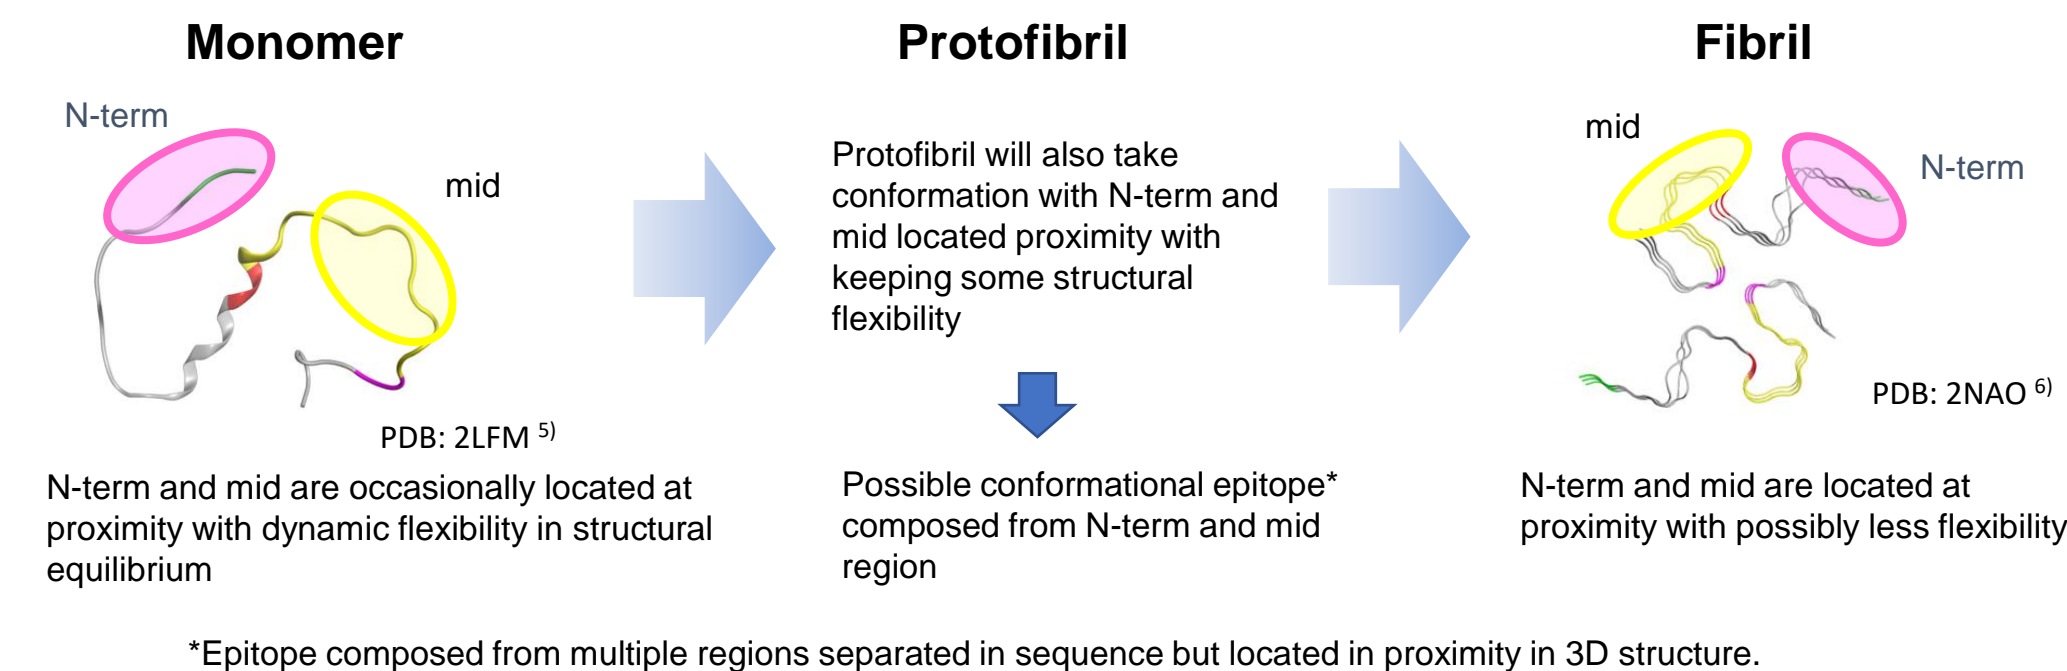 Monomer
Protofibril
Fibril
N-term
mid
PDB: 2LFM 5)
N-term and mid are occasionally located at
proximity with dynamic flexibility in structural
equilibrium
Protofibril will also take
conformation with N-term and
mid located proximity with
keeping some structural
flexibility
Possible conformational epitope*
composed from N-term and mid
region
mid
N-term
PDB: 2NAO 6)
N-term and mid are located at
proximity with possibly less flexibility
*Epitope composed from multiple regions separated in sequence but located in proximity in 3D structure.